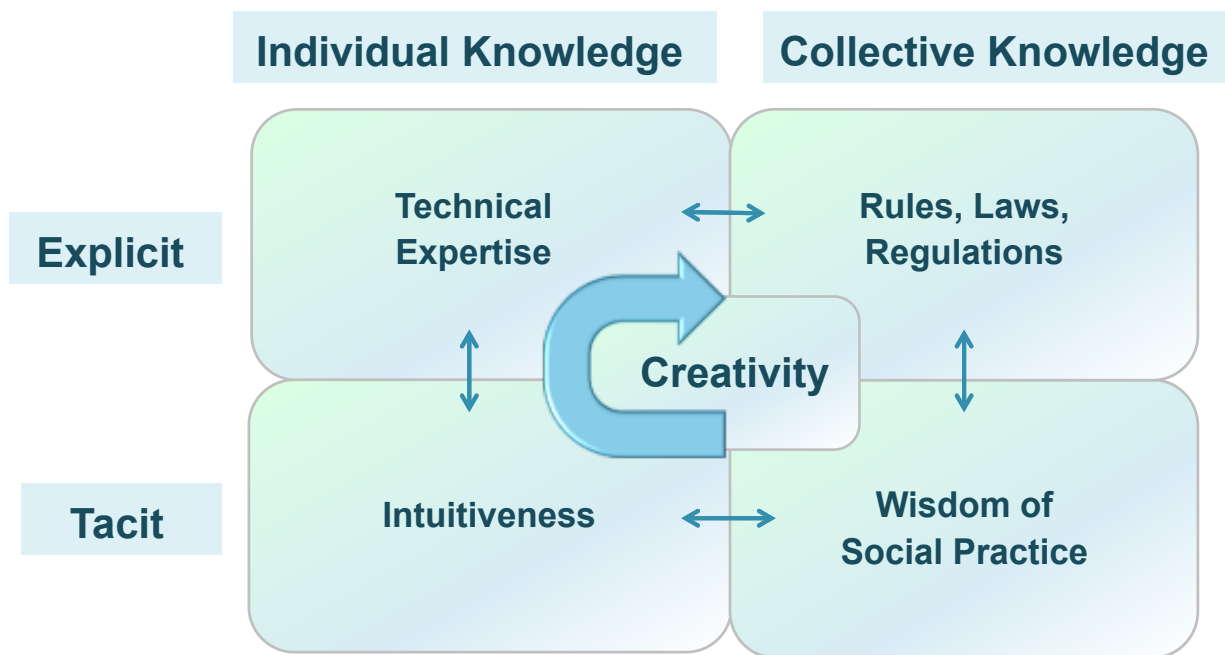 Individual Knowledge
Collective Knowledge
Explicit
Technical
Expertise
Rules, Laws,
Regulations
Creativity
Tacit
Intuitiveness
Wisdom of
Social Practice